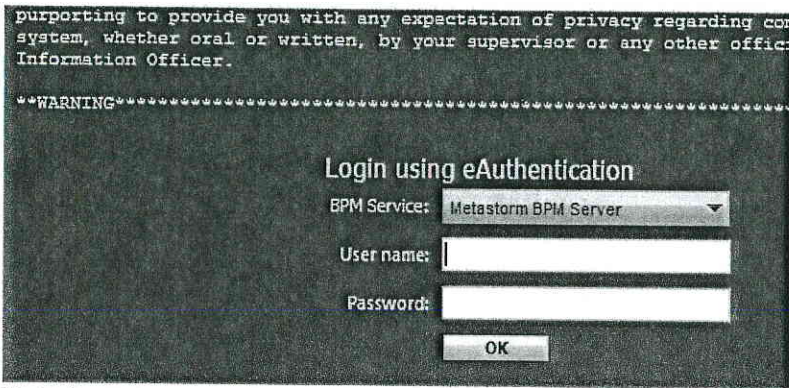 purporting to provide you with any expectation of privacy regarding
system, whether oral or written, by your supervisor or any other
Information Officer.
**WARNING*******************************************************************
Login using eAuthentication
BPM Service: Metastorm BPM Server
User name:
Password:
OK